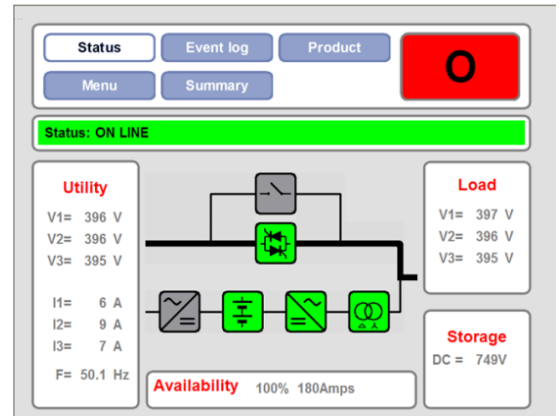 Status Event log Product
Menu Summary
O
Status: ON LINE
Utility
V1= 396 V
V2= 396 V
V3= 395 V
I1= 6 A
I2= 9 A
I3= 7 A
F= 50.1 Hz
Load
V1= 397 V
V2= 396 V
V3= 395 V
Storage
DC = 749V
Availability 100% 180Amps